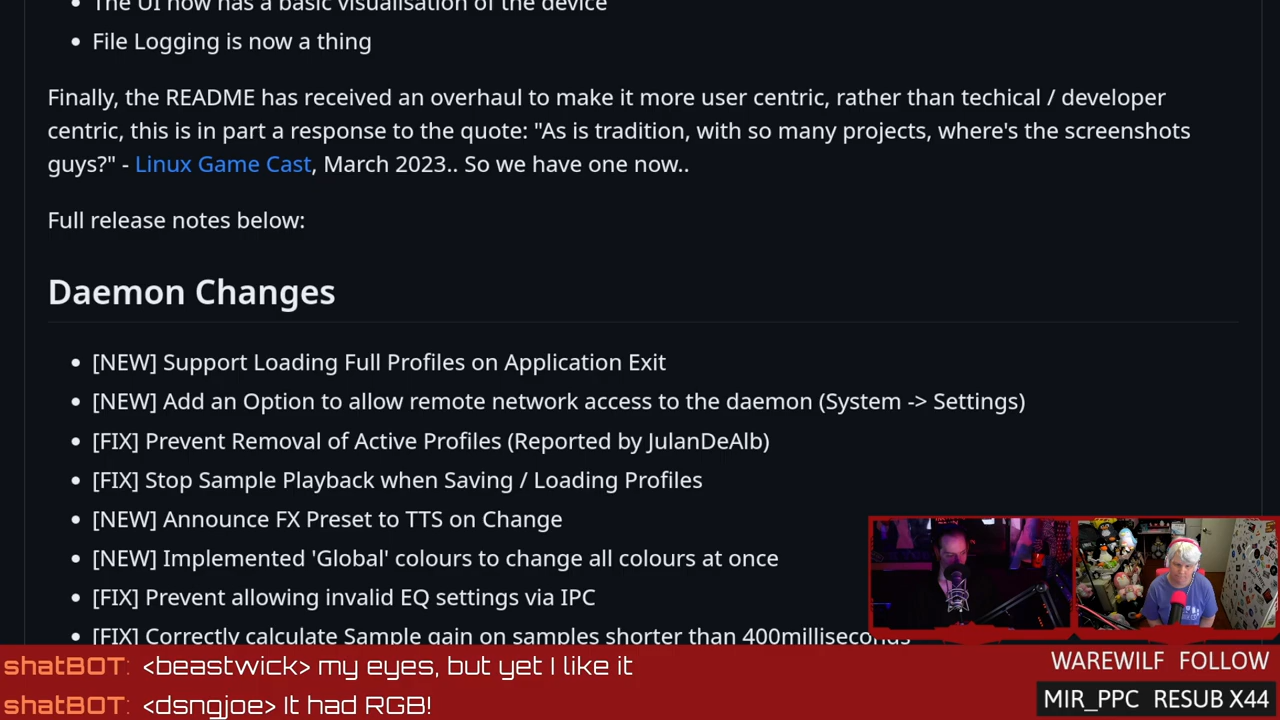 The UI now has a basic visualisation of the device
File Logging is now a thing
Finally, the README has received an overhaul to make it more user centric, rather than techical / developer
centric, this is in part a response to the quote: "As is tradition, with so many projects, where's the screenshots
guys?" - Linux Game Cast, March 2023.. So we have one now..
Full release notes below:
Daemon Changes
[NEW] Support Loading Full Profiles on Application Exit
[NEW] Add an Option to allow remote network access to the daemon (System -> Settings)
[FIX] Prevent Removal of Active Profiles (Reported by JulanDeAlb)
[FIX] Stop Sample Playback when Saving / Loading Profiles
[NEW] Announce FX Preset to TTS on Change
[NEW] Implemented 'Global' colours to change all colours at once
[FIX] Prevent allowing invalid EQ settings via IPC
[FIX] Correctly calculate Sample gain on samples shorter than 400milliseconds
shatBOT: <beastwick> my eyes, but yet I like it
shatBOT: <dsngjoe> It had RGB!
WAREWILF FOLLOW
MIR_PPC RESUB X44